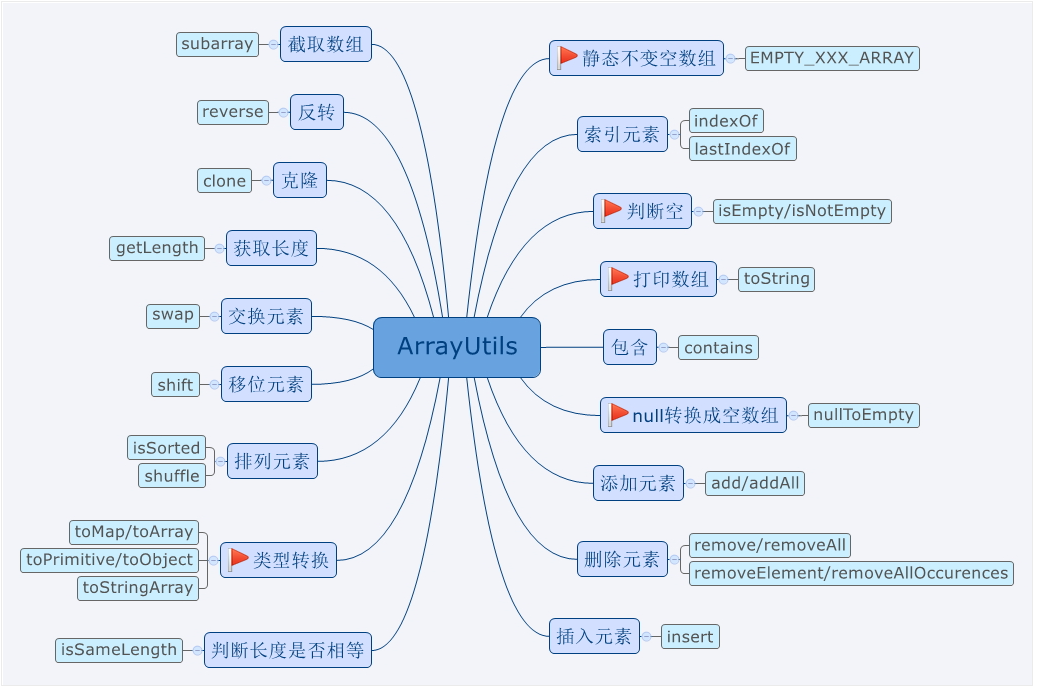 ArrayUtils
静态不变空数组
EMPTY_XXX_ARRAY
索引元素
indexOf
lastIndexOf
判断空
isEmpty/isNotEmpty
打印数组
toString
包含
contains
null转换成空数组
nullToEmpty
添加元素
add/addAll
删除元素
remove/removeAll
removeElement/removeAllOccurences
插入元素
insert
截取数组
subarray
反转
reverse
克隆
clone
获取长度
getLength
交换元素
swap
移位元素
shift
排列元素
isSorted
shuffle
类型转换
toMap/toArray
toPrimitive/toObject
toStringArray
判断长度是否相等
isSameLength